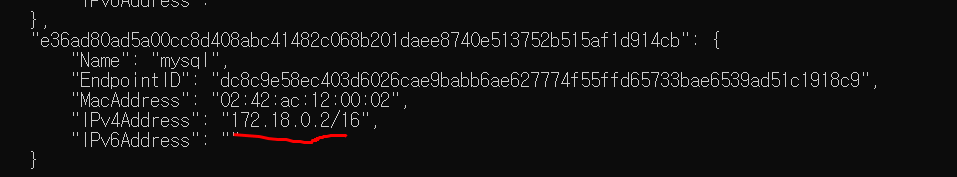 "IPv6Address":
},
"e36ad80ad5a00cc8d408abc41482c068b201daee8740e513752b515af1d914cb": {
"Name": "mysql",
"EndpointID": "dc8c9e58ec403d6026cae9babb6ae627774f55ffd65733bae6539ad51c1918c9",
"MacAddress": "02:42:ac:12:00:02",
"IPv4Address": "172.18.0.2/16",
"IPv6Address": ""
}